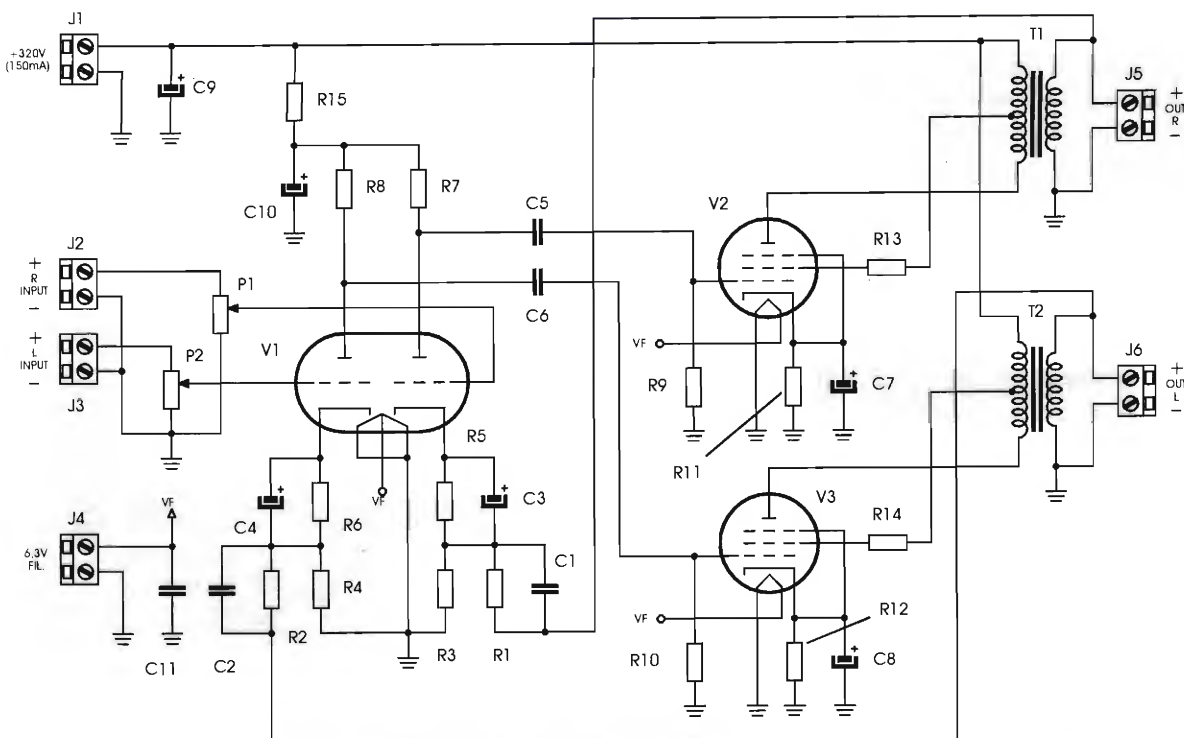 J1
+320V
(150mA)
+
C9
R15
+
C10
R8
R7
C5
C6
V2
R13
T1
J5
+
OUT
R
−
J2
+
R
INPUT
−
P1
+
L
INPUT
−
J3
P2
V1
VF
R9
R11
+
C7
T2
J6
+
OUT
L
−
R5
+
C4
R6
VF
+
C3
V3
R14
J4
6.3V
FIL.
VF
C11
C2
R2
R4
R3
R1
C1
VF
R10
R12
+
C8